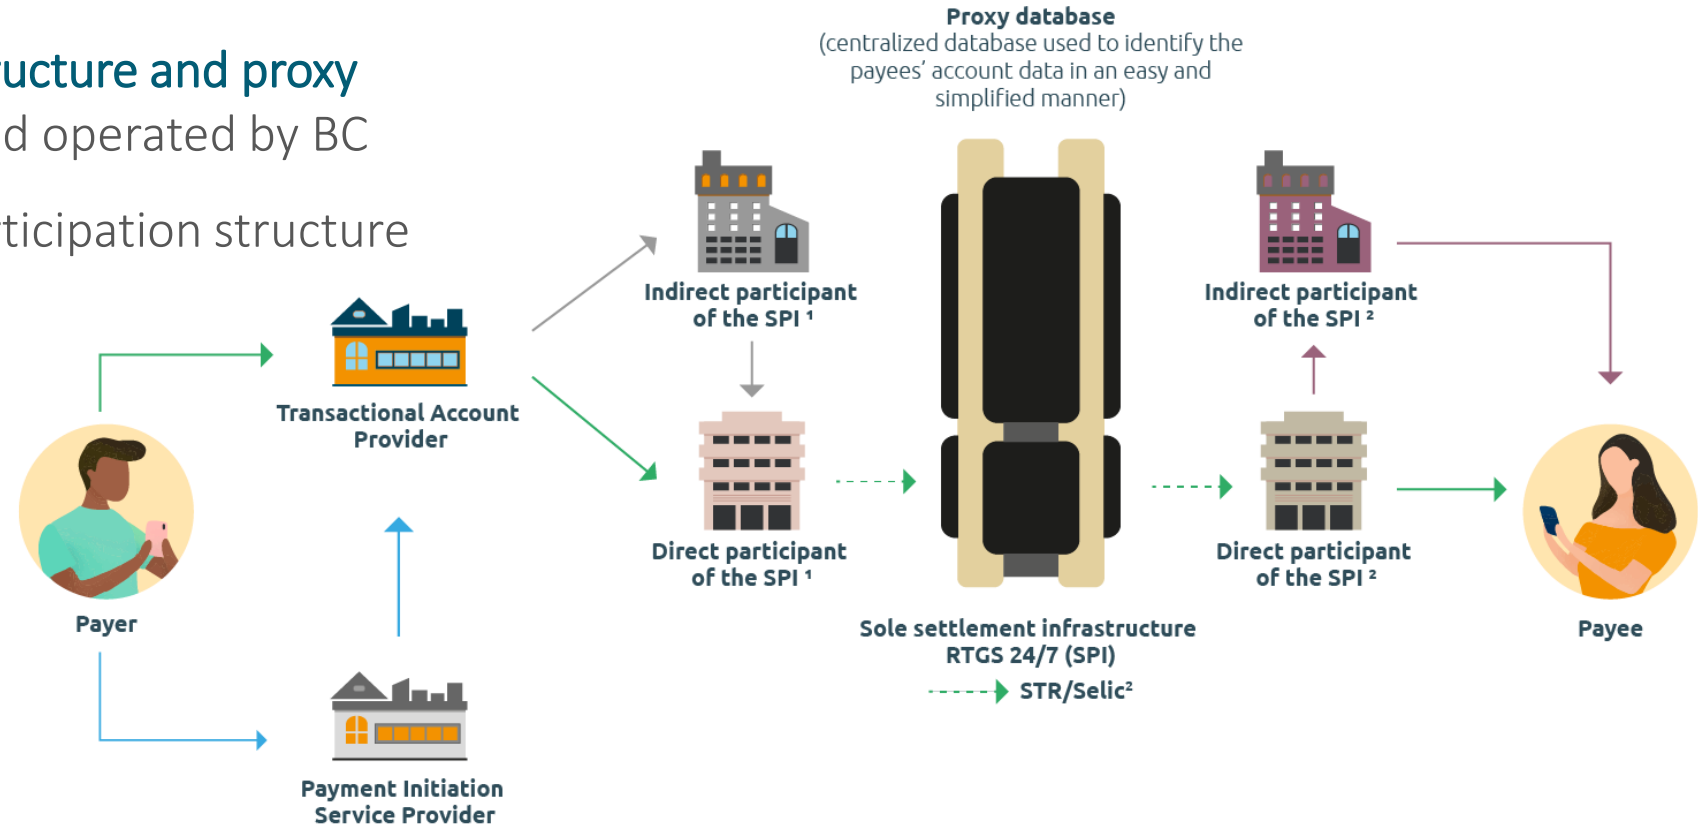 ructure and proxy
d operated by BC
rticipation structure
Proxy database
(centralized database used to identify the
payees’ account data in an easy and
simplified manner)
Indirect participant
of the SPI ¹
Indirect participant
of the SPI ²
Transactional Account
Provider
Direct participant
of the SPI ¹
Direct participant
of the SPI ²
Payer
Payee
Sole settlement infrastructure
RTGS 24/7 (SPI)
STR/Selic²
Payment Initiation
Service Provider